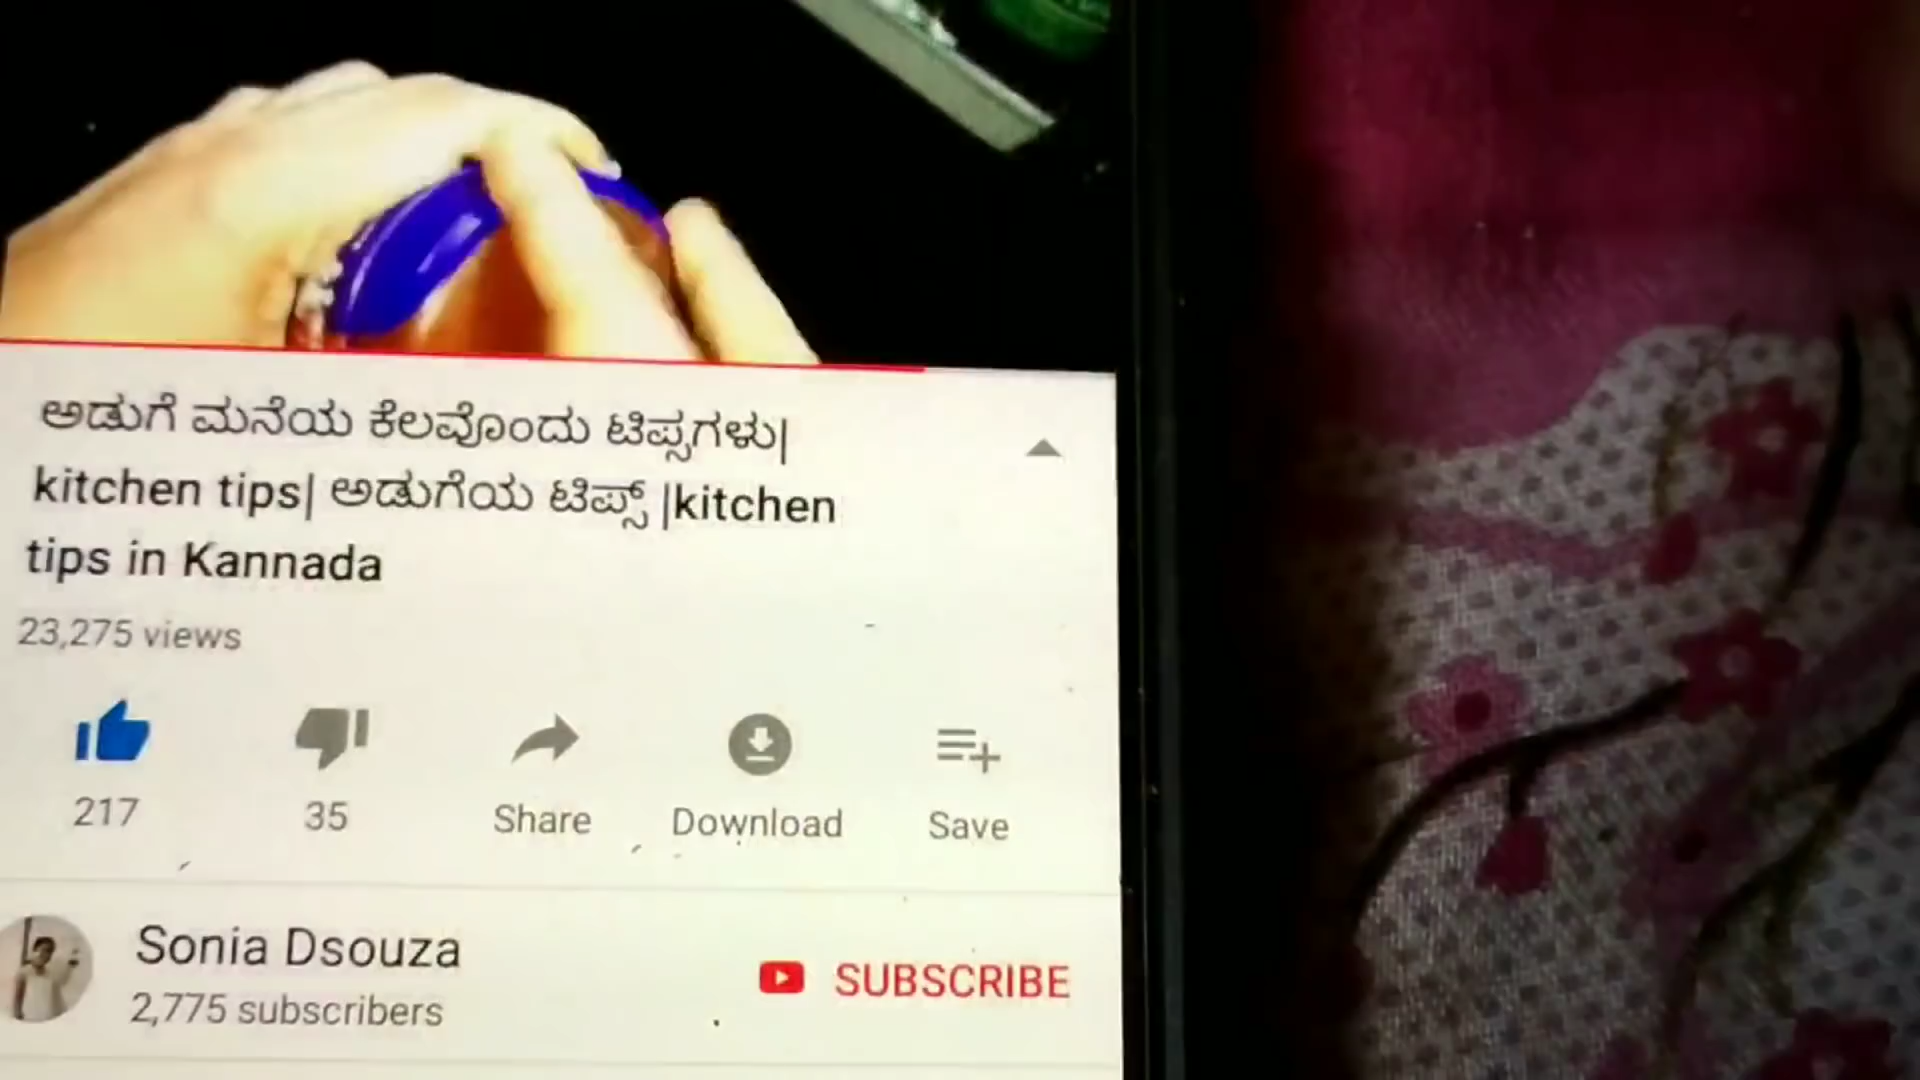 ಅಡುಗೆ ಮನೆಯ ಕೆಲವೊಂದು ಟಿಪ್ಸಗಳು|
kitchen tips| ಅಡುಗೆಯ ಟಿಪ್ಸ್ |kitchen
tips in Kannada
23,275 views
217 35 Share Download Save
Sonia Dsouza
2,775 subscribers
SUBSCRIBE